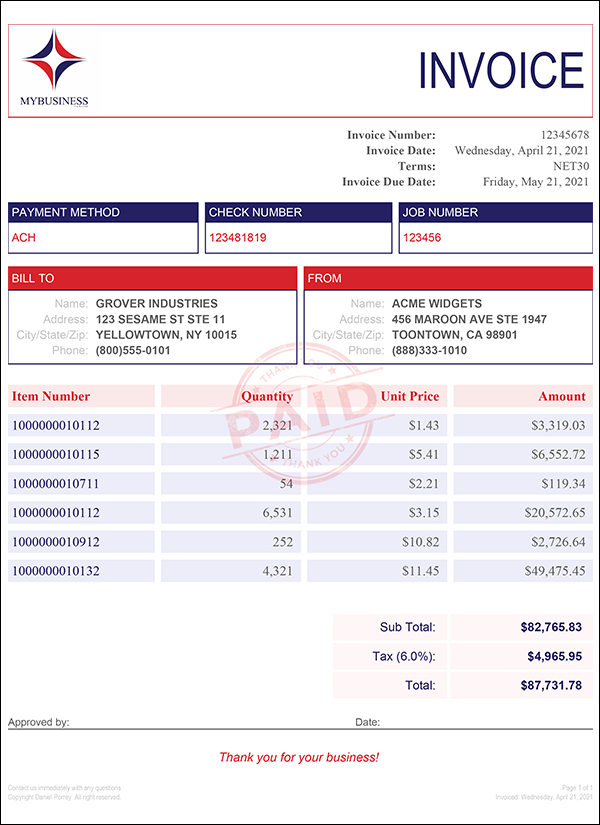 MYBUSINESS
INVOICE
Invoice Number: 12345678
Invoice Date: Wednesday, April 21, 2021
Terms: NET30
Invoice Due Date: Friday, May 21, 2021
PAYMENT METHOD CHECK NUMBER JOB NUMBER
ACH 123481819 123456
BILL TO FROM
Name: GROVER INDUSTRIES Name: ACME WIDGETS
Address: 123 SESAME ST STE 11 Address: 456 MAROON AVE STE 1947
City/State/Zip: YELLOWTOWN, NY 10015 City/State/Zip: TOONTOWN, CA 98901
Phone: (800)555-0101 Phone: (888)333-1010
THANK YOU
PAID
THANK YOU
Item Number Quantity Unit Price Amount
1000000010112 2,321 $1.43 $3,319.03
1000000010115 1,211 $5.41 $6,552.72
1000000010711 54 $2.21 $119.34
1000000010112 6,531 $3.15 $20,572.65
1000000010912 252 $10.82 $2,726.64
1000000010132 4,321 $11.45 $49,475.45
Sub Total: $82,765.83
Tax (6.0%): $4,965.95
Total: $87,731.78
Approved by: Date:
Thank you for your business!
Contact us immediately with any questions Page 1 of 1
Copyright Daniel All right reserved. Invoiced: Wednesday, April 21, 2021